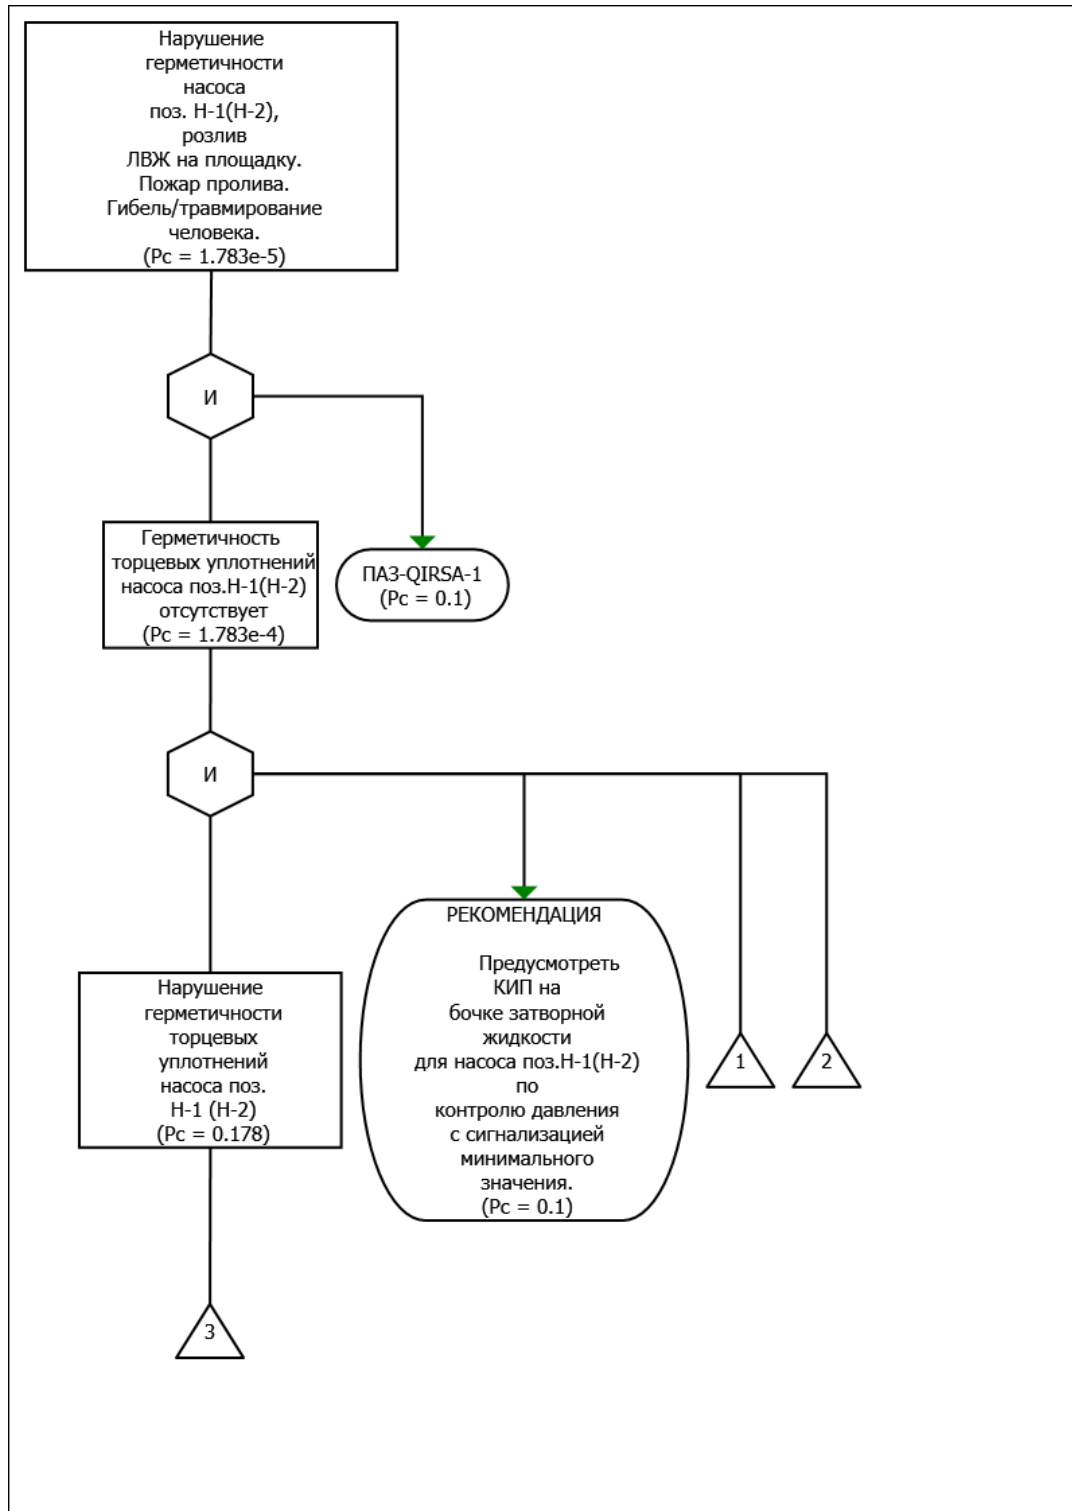 Нарушение
герметичности
насоса
поз. Н-1(Н-2),
розлив
ЛВЖ на площадку.
Пожар пролива.
Гибель/травмирование
человека.
(Pc = 1.783e-5)
И
Герметичность
торцевых уплотнений
насоса поз.Н-1(Н-2)
отсутствует
(Pc = 1.783e-4)
ПАЗ-QIRSA-1
(Pc = 0.1)
И
Нарушение
герметичности
торцевых
уплотнений
насоса поз.
Н-1 (Н-2)
(Pc = 0.178)
РЕКОМЕНДАЦИЯ
Предусмотреть
КИП на
бочке затворной
жидкости
для насоса поз.Н-1(Н-2)
по
контролю давления
с сигнализацией
минимального
значения.
(Pc = 0.1)
1
2
3